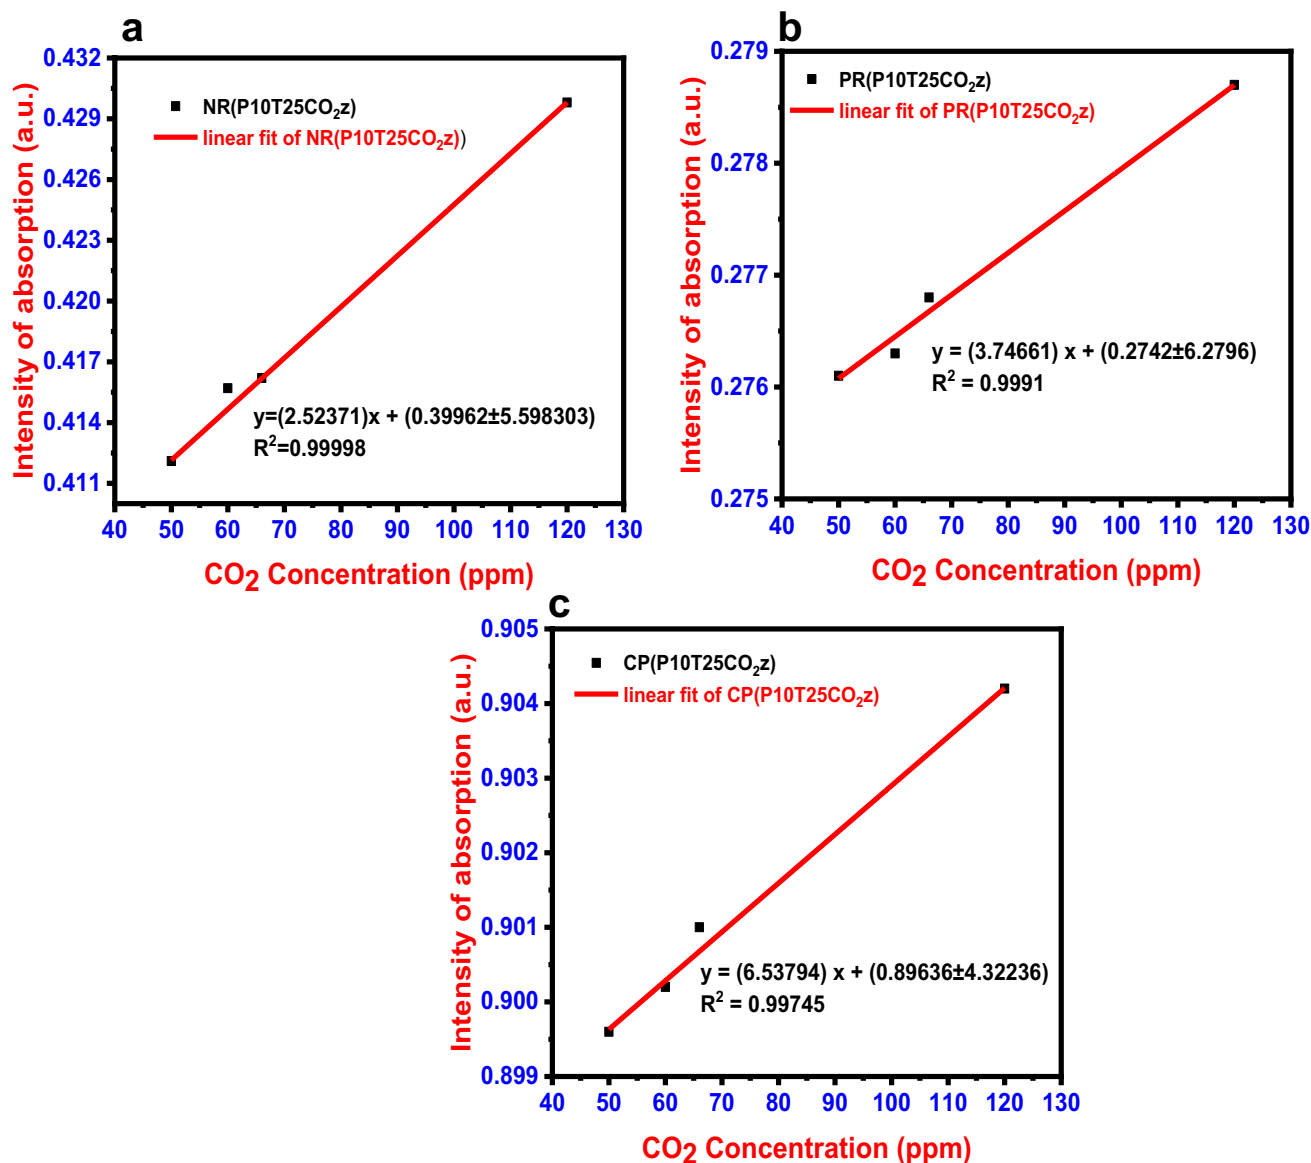 a
0.432
0.429
0.426
0.423
0.420
0.417
0.414
0.411
Intensity of absorption (a.u.)
NR(P10T25CO₂z)
linear fit of NR(P10T25CO₂z))
y=(2.52371)x + (0.39962±5.598303)
R²=0.99998
40 50 60 70 80 90 100 110 120 130
CO₂ Concentration (ppm)
b
0.279
0.278
0.277
0.276
0.275
Intensity of absorption (a.u.)
PR(P10T25CO₂z)
linear fit of PR(P10T25CO₂z)
y = (3.74661) x + (0.2742±6.2796)
R² = 0.9991
40 50 60 70 80 90 100 110 120 130
CO₂ Concentration (ppm)
c
0.905
0.904
0.903
0.902
0.901
0.900
0.899
Intensity of absorption (a.u.)
CP(P10T25CO₂z)
linear fit of CP(P10T25CO₂z)
y = (6.53794) x + (0.89636±4.32236)
R² = 0.99745
40 50 60 70 80 90 100 110 120 130
CO₂ Concentration (ppm)